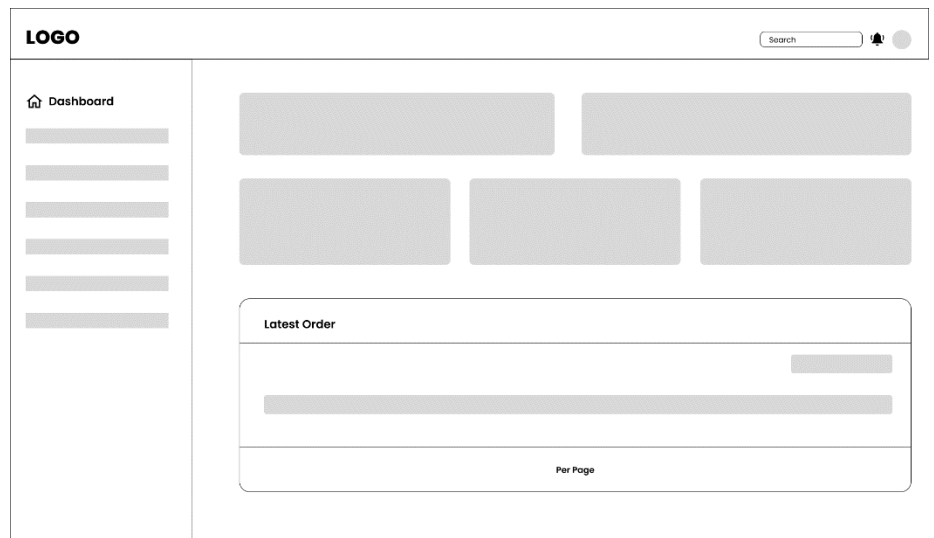 LOGO
Search
Dashboard
Latest Order
Per Page